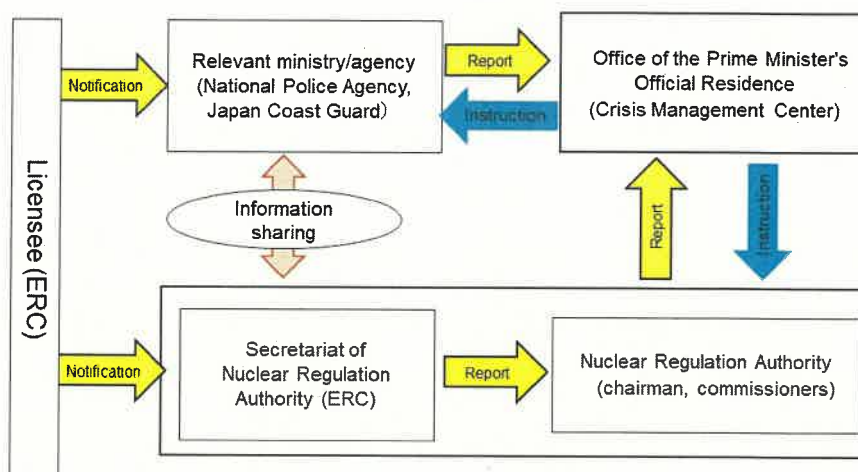 Licensee (ERC)
Notification
Relevant ministry/agency
(National Police Agency,
Japan Coast Guard)
Report
Instruction
Office of the Prime Minister's
Official Residence
(Crisis Management Center)
Information
sharing
Report
Instruction
Notification
Secretariat of
Nuclear Regulation
Authority (ERC)
Report
Nuclear Regulation Authority
(chairman, commissioners)